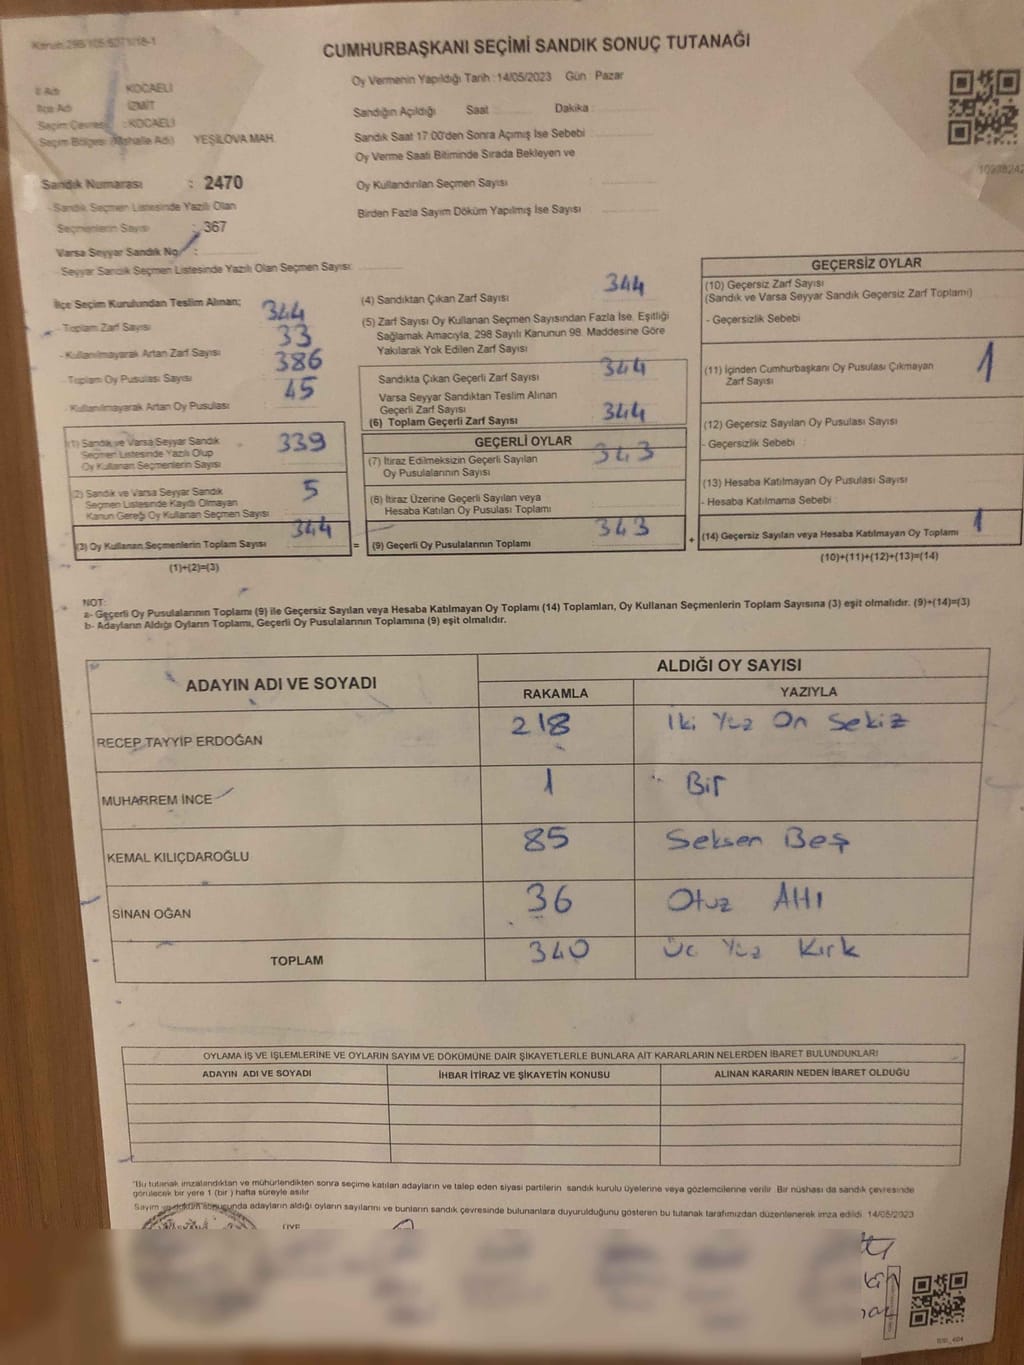 Kanun:298/105:5271/18-1
CUMHURBAŞKANI SEÇİMİ SANDIK SONUÇ TUTANAĞI
Oy Vermenin Yapıldığı Tarih : 14/05/2023 Gün : Pazar
İl Adı KOCAELİ
İlçe Adı İZMİT
Seçim Çevresi : KOCAELİ
Seçim Bölgesi (Mahalle Adı) YEŞİLOVA MAH.
Sandığın Açıldığı Saat Dakika :
Sandık Saat 17:00'den Sonra Açımış İse Sebebi
Oy Verme Saati Bitiminde Sırada Bekleyen ve
Oy Kullandırılan Seçmen Sayısı
Birden Fazla Sayım Döküm Yapılmış İse Sayısı
Sandık Numarası : 2470
- Sandık Seçmen Listesinde Yazılı Olan
Seçmenlerin Sayısı : 367
Varsa Seyyar Sandık No :
- Seyyar Sandık Seçmen Listesinde Yazılı Olan Seçmen Sayısı:
İlçe Seçim Kurulundan Teslim Alınan;
- Toplam Zarf Sayısı 344
- Kullanılmayarak Artan Zarf Sayısı 33
- Toplam Oy Pusulası Sayısı 386
- Kullanılmayarak Artan Oy Pusulası 45
(1) Sandık ve Varsa Seyyar Sandık
Seçmen Listesinde Yazılı Olup
Oy Kullanan Seçmenlerin Sayısı 339
(2) Sandık ve Varsa Seyyar Sandık
Seçmen Listesinde Kayıtlı Olmayan
Kanun Gereği Oy Kullanan Seçmen Sayısı 5
(3) Oy Kullanan Seçmenlerin Toplam Sayısı 344 =
(1)+(2)=(3)
(4) Sandıktan Çıkan Zarf Sayısı 344
(5) Zarf Sayısı Oy Kullanan Seçmen Sayısından Fazla İse, Eşitliği
Sağlamak Amacıyla, 298 Sayılı Kanunun 98. Maddesine Göre
Yakılarak Yok Edilen Zarf Sayısı
Sandıkta Çıkan Geçerli Zarf Sayısı 344
Varsa Seyyar Sandıktan Teslim Alınan
Geçerli Zarf Sayısı
(6) Toplam Geçerli Zarf Sayısı 344
GEÇERLİ OYLAR
(7) İtiraz Edilmeksizin Geçerli Sayılan
Oy Pusulalarının Sayısı 343
(8) İtiraz Üzerine Geçerli Sayılan veya
Hesaba Katılan Oy Pusulası Toplamı
(9) Geçerli Oy Pusulalarının Toplamı 343 +
GEÇERSİZ OYLAR
(10) Geçersiz Zarf Sayısı
(Sandık ve Varsa Seyyar Sandık Geçersiz Zarf Toplamı)
- Geçersizlik Sebebi
(11) İçinden Cumhurbaşkanı Oy Pusulası Çıkmayan
Zarf Sayısı 1
(12) Geçersiz Sayılan Oy Pusulası Sayısı
- Geçersizlik Sebebi :
(13) Hesaba Katılmayan Oy Pusulası Sayısı
- Hesaba Katılmama Sebebi :
(14) Geçersiz Sayılan veya Hesaba Katılmayan Oy Toplamı 1
(10)+(11)+(12)+(13)=(14)
NOT:
a- Geçerli Oy Pusulalarının Toplamı (9) ile Geçersiz Sayılan veya Hesaba Katılmayan Oy Toplamı (14) Toplamları, Oy Kullanan Seçmenlerin Toplam Sayısına (3) eşit olmalıdır. (9)+(14)=(3)
b- Adayların Aldığı Oyların Toplamı, Geçerli Oy Pusulalarının Toplamına (9) eşit olmalıdır.
ADAYIN ADI VE SOYADI ALDIĞI OY SAYISI
RAKAMLA YAZIYLA
RECEP TAYYİP ERDOĞAN 218 İki Yüz On Sekiz
MUHARREM İNCE 1 Bir
KEMAL KILIÇDAROĞLU 85 Seksen Beş
SİNAN OĞAN 36 Otuz Altı
TOPLAM 340 Üc Yüz Kırk
OYLAMA İŞ VE İŞLEMLERİNE VE OYLARIN SAYIM VE DÖKÜMÜNE DAİR ŞİKAYETLERLE BUNLARA AİT KARARLARIN NELERDEN İBARET BULUNDUKLARI
ADAYIN ADI VE SOYADI İHBAR İTİRAZ VE ŞİKAYETİN KONUSU ALINAN KARARIN NEDEN İBARET OLDUĞU
"Bu tutanak imzalandıktan ve mühürlendikten sonra seçime katılan adayların ve talep eden siyasi partilerin sandık kurulu üyelerine veya gözlemcilerine verilir. Bir nüshası da sandık çevresinde
görülecek bir yere 1 (bir ) hafta süreyle asılır
Sayım ve döküm sonucunda adayların aldığı oyların sayılarını ve bunların sandık çevresinde bulunanlara duyurulduğunu gösteren bu tutanak tarafımızdan düzenlenerek imza edildi. 14/05/2023
ÜYE